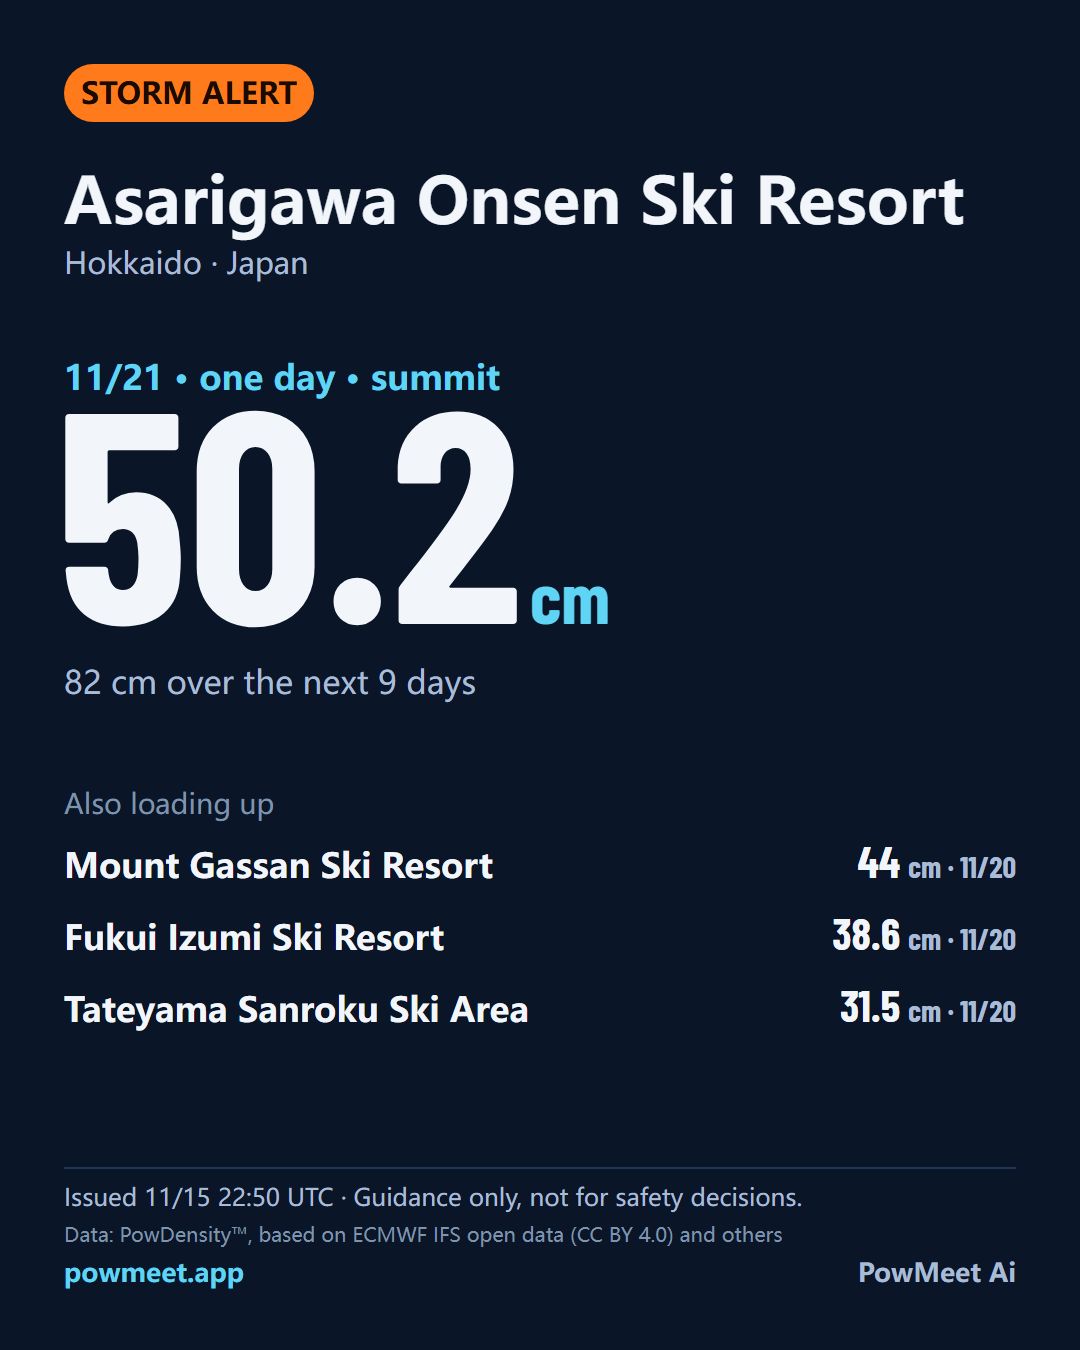 STORM ALERT
Asarigawa Onsen Ski Resort
Hokkaido · Japan
11/21 • one day • summit
50.2 cm
82 cm over the next 9 days
Also loading up
Mount Gassan Ski Resort 44 cm · 11/20
Fukui Izumi Ski Resort 38.6 cm · 11/20
Tateyama Sanroku Ski Area 31.5 cm · 11/20
Issued 11/15 22:50 UTC · Guidance only, not for safety decisions.
Data: PowDensity™, based on ECMWF IFS open data (CC BY 4.0) and others
powmeet.app PowMeet Ai